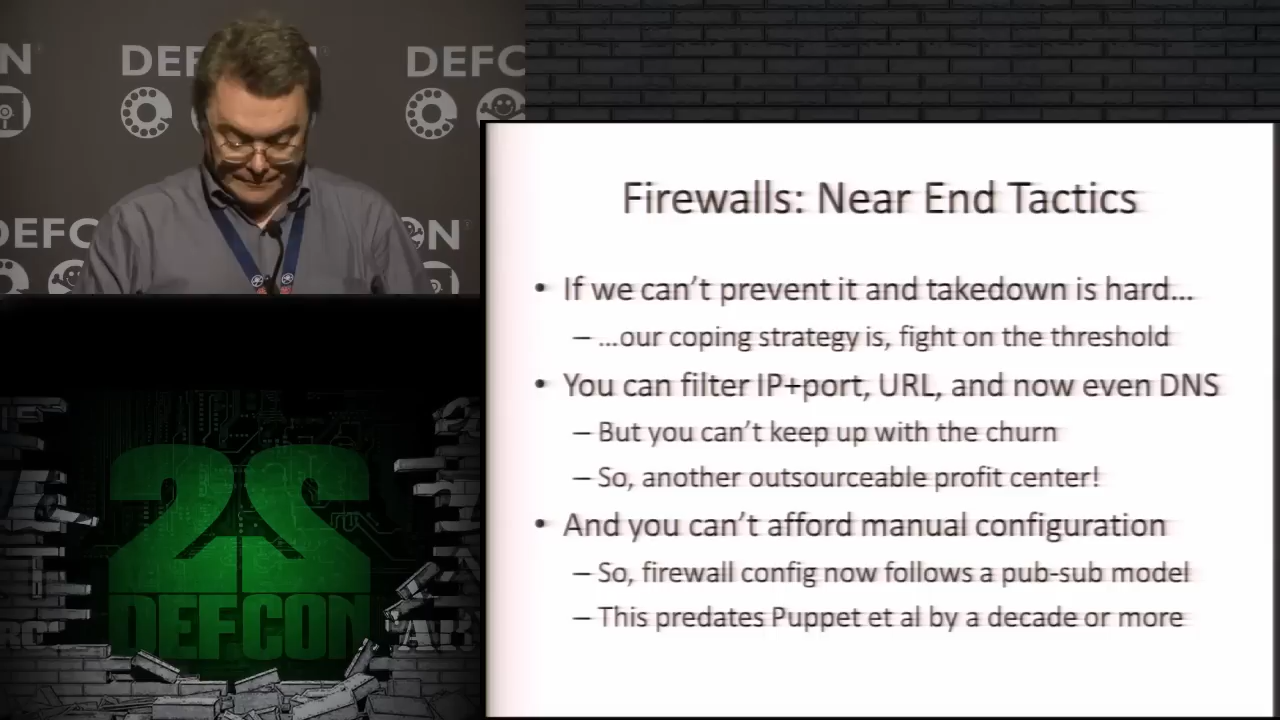 DEFCON
DEFC
DEFC
N
Firewalls: Near End Tactics
• If we can't prevent it and takedown is hard…
– …our coping strategy is, fight on the threshold
• You can filter IP+port, URL, and now even DNS
– But you can't keep up with the churn
– So, another outsourceable profit center!
• And you can't afford manual configuration
– So, firewall config now follows a pub-sub model
– This predates Puppet et al by a decade or more
22
DEFCON